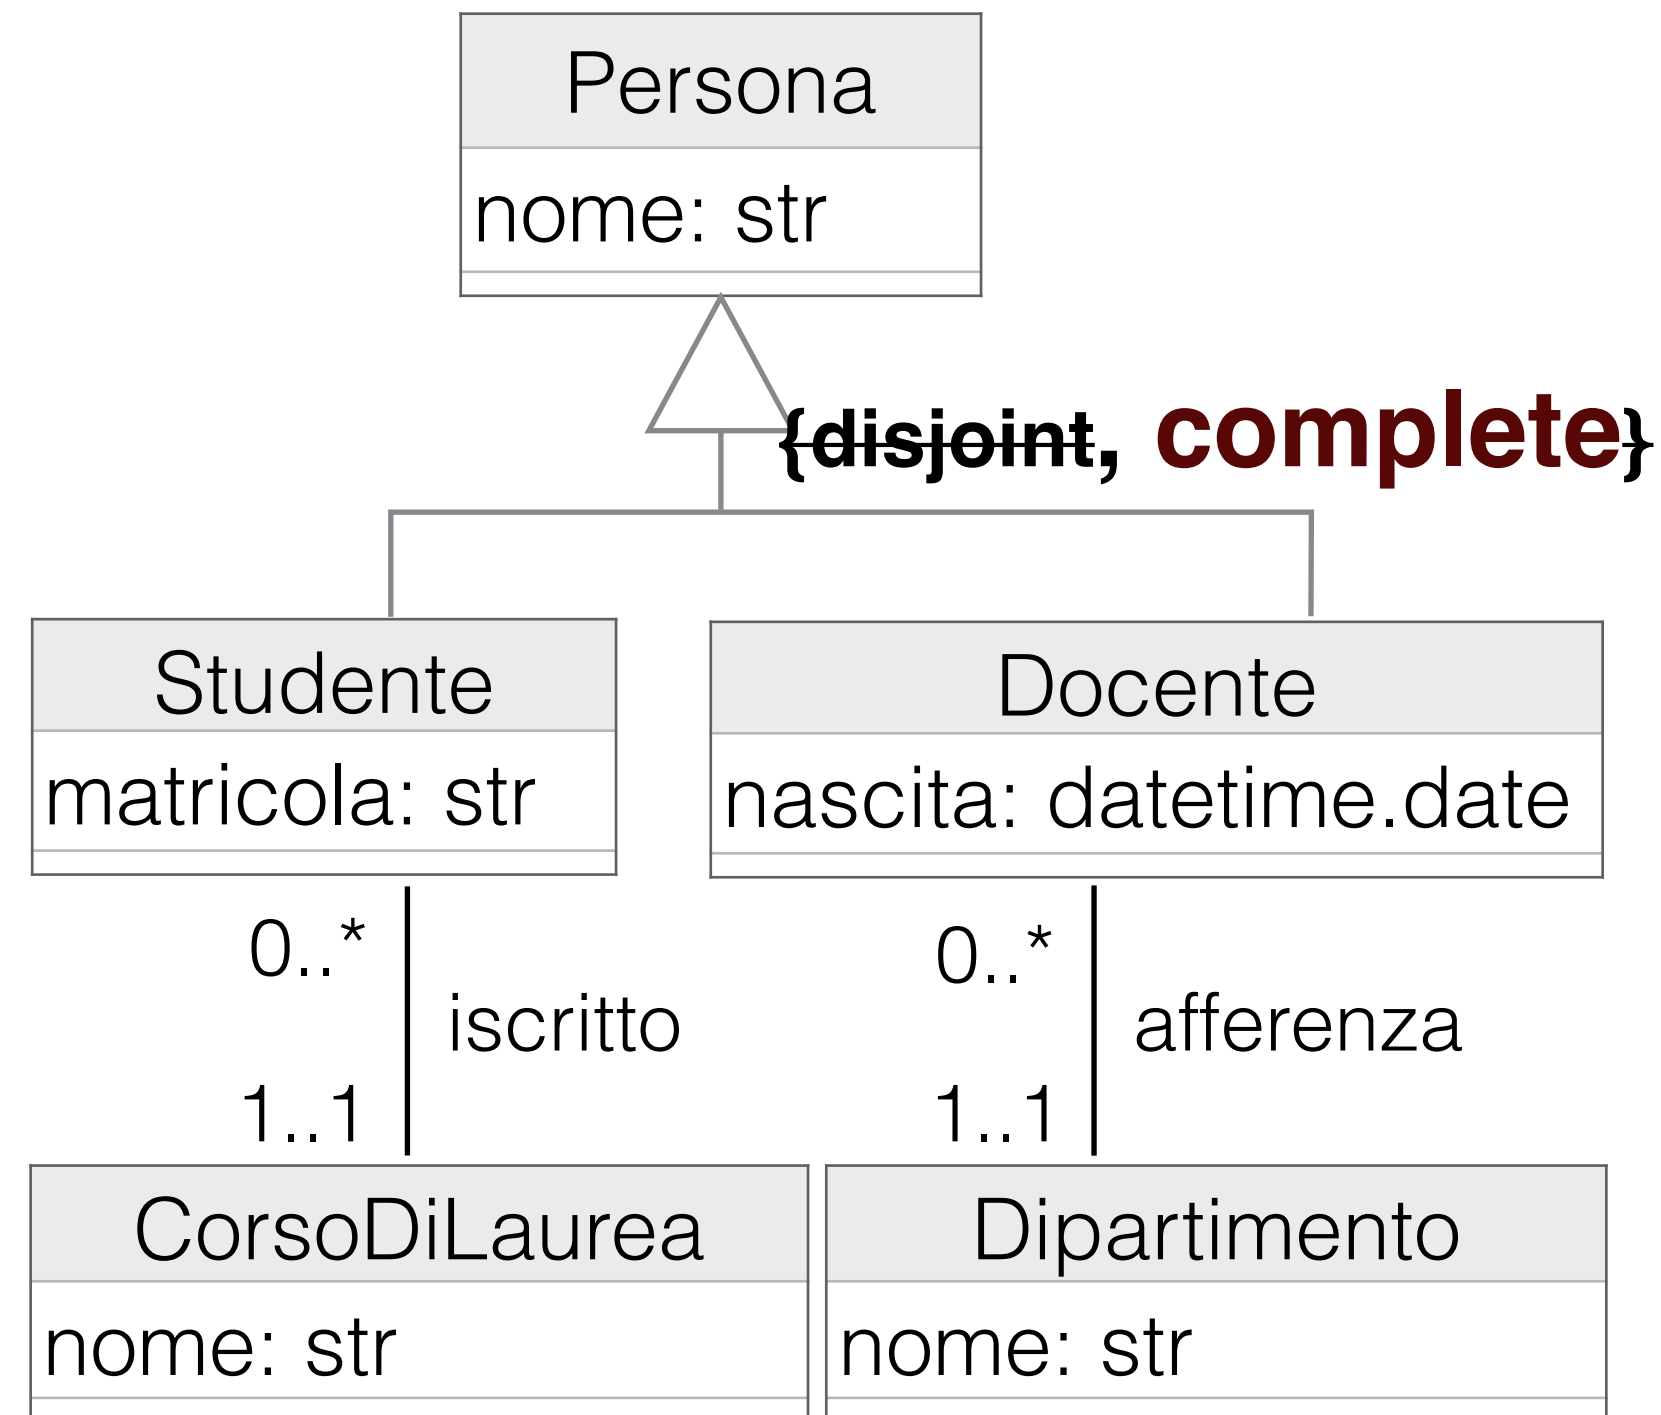 Persona
nome: str
{disjoint, complete}
Studente
matricola: str
Docente
nascita: datetime.date
0..*
iscritto
1..1
0..*
afferenza
1..1
CorsoDiLaurea
nome: str
Dipartimento
nome: str